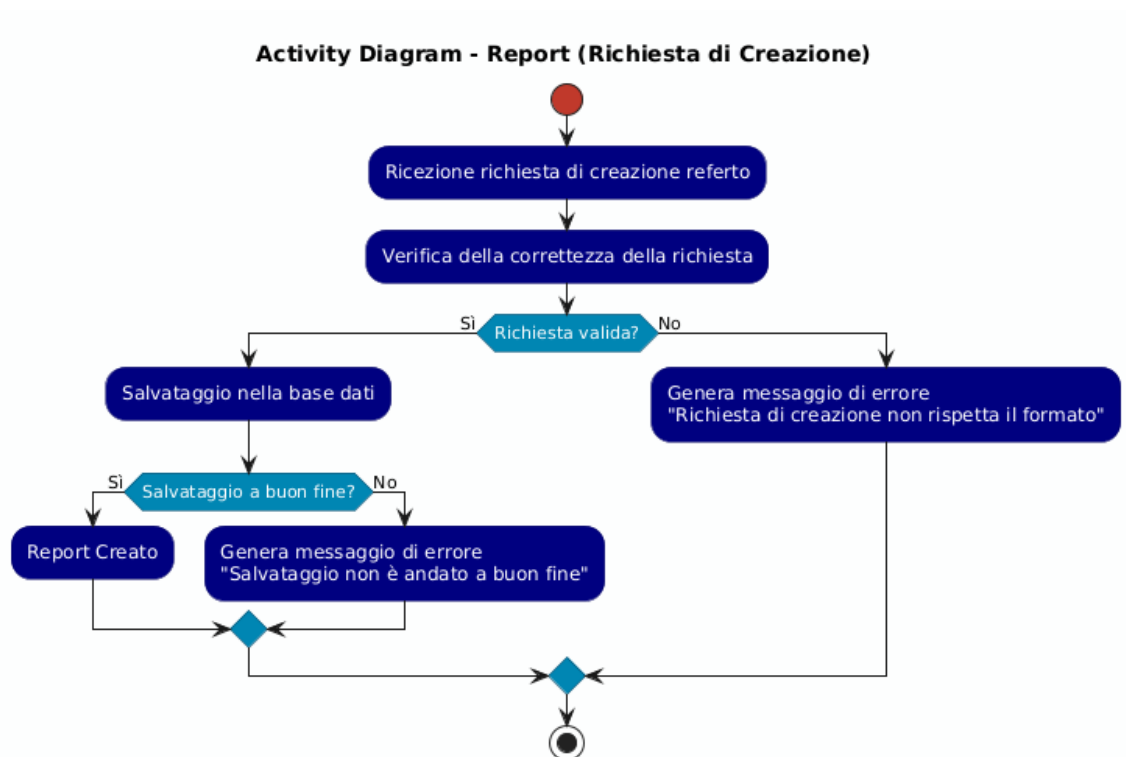 Activity Diagram - Report (Richiesta di Creazione)
Ricezione richiesta di creazione referto
Verifica della correttezza della richiesta
Sì
Richiesta valida?
No
Salvataggio nella base dati
Genera messaggio di errore
"Richiesta di creazione non rispetta il formato"
Sì
Salvataggio a buon fine?
No
Report Creato
Genera messaggio di errore
"Salvataggio non è andato a buon fine"